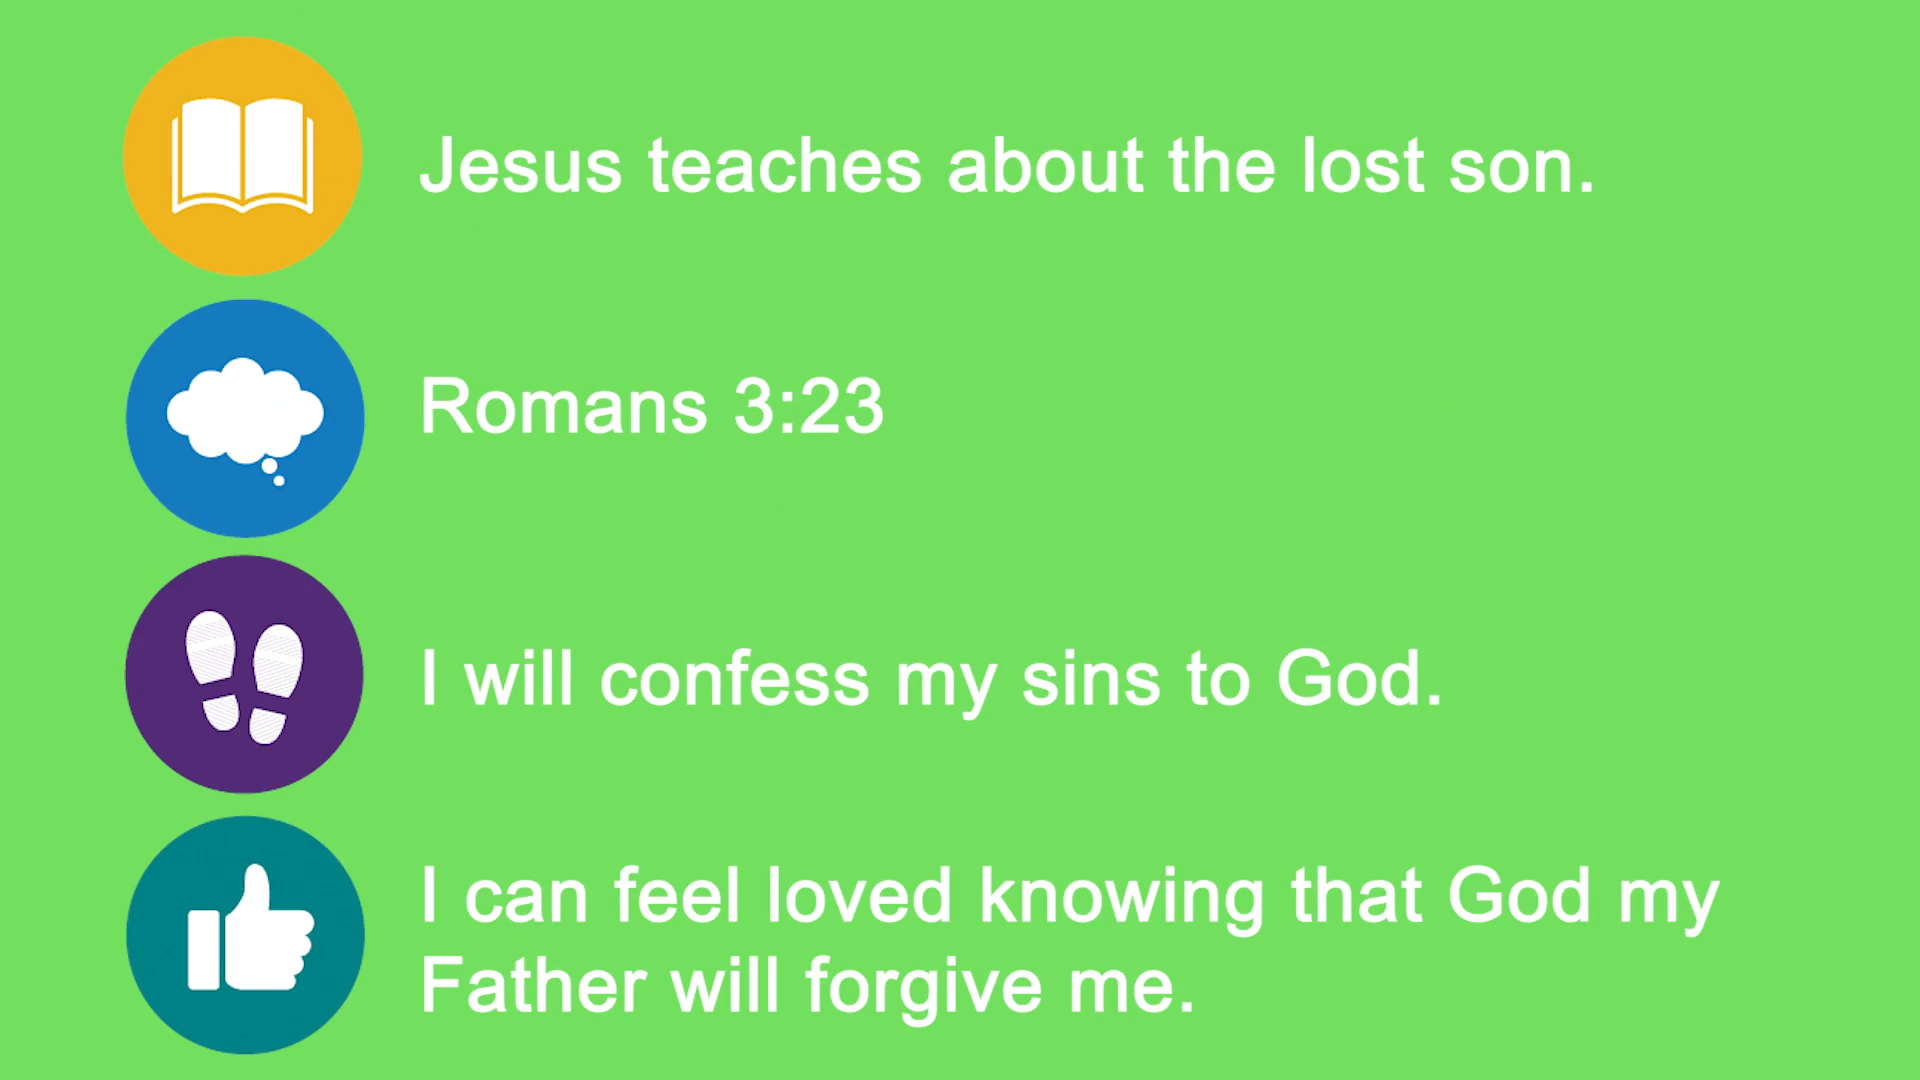 Jesus teaches about the lost son.
Romans 3:23
I will confess my sins to God.
I can feel loved knowing that God my
Father will forgive me.